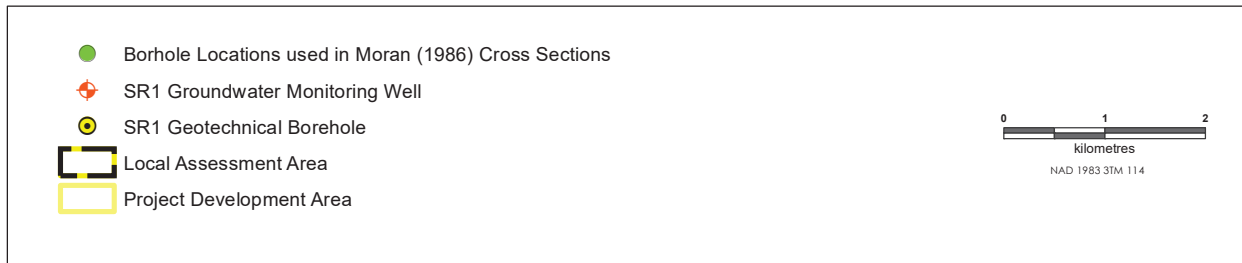 Borhole Locations used in Moran (1986) Cross Sections
SR1 Groundwater Monitoring Well
SR1 Geotechnical Borehole
Local Assessment Area
Project Development Area
0 1 2
kilometres
NAD 1983 3TM 114